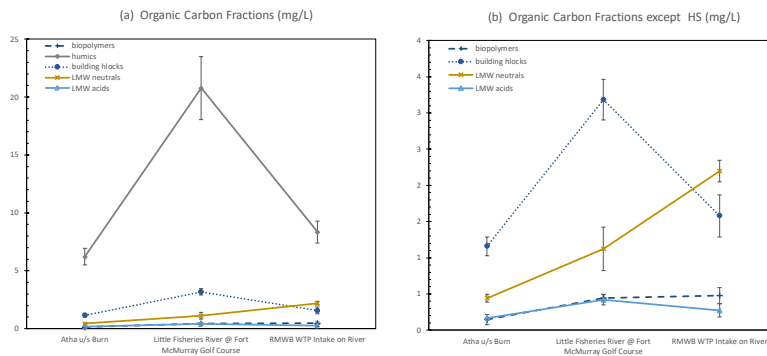 (a) Organic Carbon Fractions (mg/L)
25
20
15
10
5
0
biopolymers
humics
building hlocks
LMW neutrals
LMW acids
Atha u/s Burn
Little Fisheries River @ Fort
McMurray Golf Course
RMWB WTP Intake on River
(b) Organic Carbon Fractions except HS (mg/L)
4
4
3
3
2
2
1
1
0
biopolymers
building blocks
LMW neutrals
LMW acids
Atha u/s Burn
Little Fisheries River @ Fort
McMurray Golf Course
RMWB WTP Intake on River